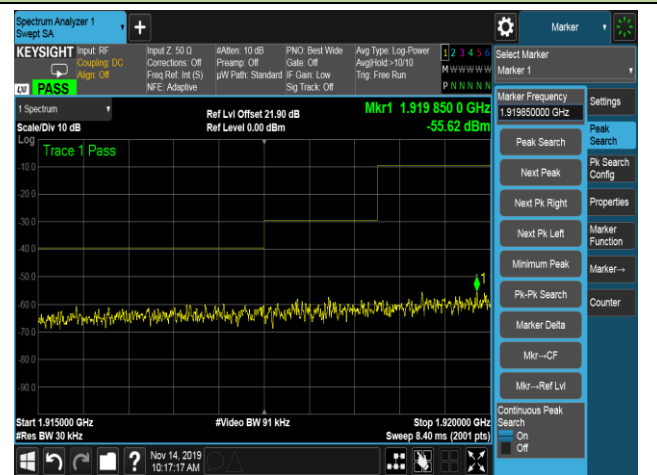 Spectrum Analyzer 1
Swept SA
+
Marker
KEYSIGHT
Input: RF
Coupling: DC
Align: Off
Input Z: 50 Ω
Corrections: Off
Freq Ref: Int (S)
NFE: Adaptive
#Atten: 10 dB
Preamp: Off
µW Path: Standard
PNO: Best Wide
Gate: Off
IF Gain: Low
Sig Track: Off
Avg Type: Log-Power
Avg|Hold:>10/10
Trig: Free Run
1 2 3 4 5 6
M W W W W W
P N N N N N
LXI PASS
Select Marker
Marker 1
1 Spectrum
Scale/Div 10 dB
Ref Lvl Offset 21.90 dB
Ref Level 0.00 dBm
Mkr1 1.919 850 0 GHz
-55.62 dBm
Log
Trace 1 Pass
-10.0
-20.0
-30.0
-40.0
-50.0
-60.0
-70.0
-80.0
-90.0
1
Start 1.915000 GHz
#Res BW 30 kHz
#Video BW 91 kHz
Stop 1.920000 GHz
Sweep 8.40 ms (2001 pts)
Marker Frequency
1.919850000 GHz
Peak Search
Next Peak
Next Pk Right
Next Pk Left
Minimum Peak
Pk-Pk Search
Marker Delta
Mkr→CF
Mkr→Ref Lvl
Continuous Peak
Search
On
Off
Settings
Peak
Search
Pk Search
Config
Properties
Marker
Function
Marker→
Counter
?
Nov 14, 2019
10:17:17 AM